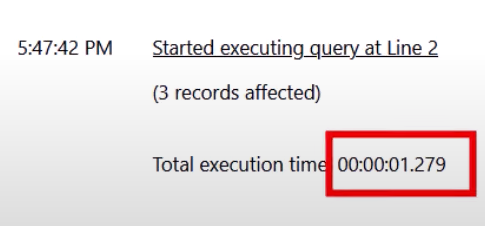 5:47:42 PM Started executing query at Line 2
(3 records affected)
Total execution time 00:00:01.279